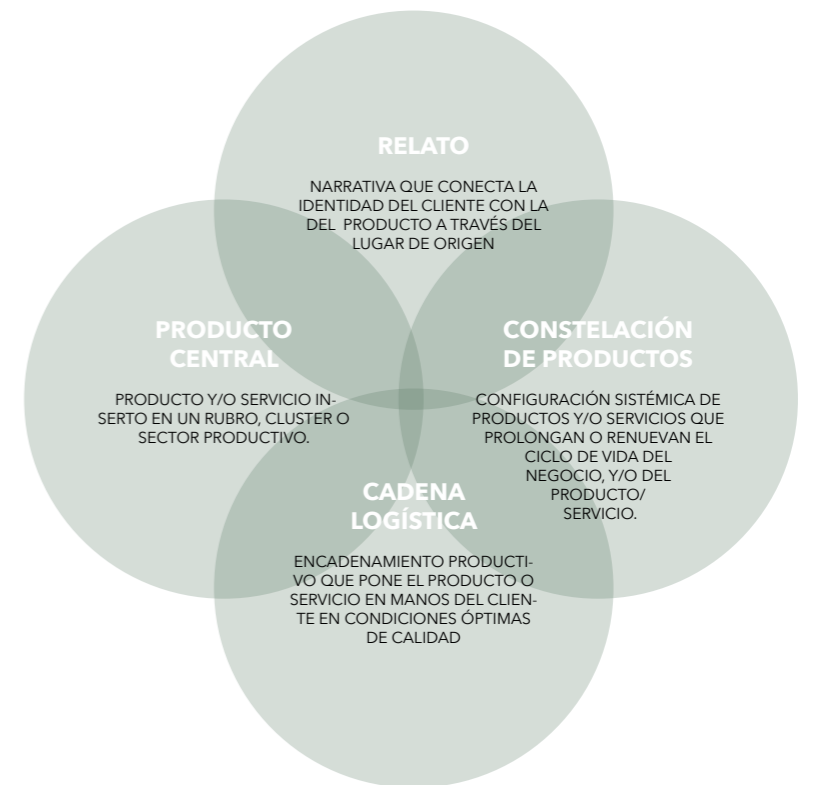 RELATO
NARRATIVA QUE CONECTA LA
IDENTIDAD DEL CLIENTE CON LA
DEL PRODUCTO A TRAVÉS DEL
LUGAR DE ORIGEN
PRODUCTO
CENTRAL
PRODUCTO Y/O SERVICIO IN-
SERTO EN UN RUBRO, CLUSTER O
SECTOR PRODUCTIVO.
CONSTELACIÓN
DE PRODUCTOS
CONFIGURACIÓN SISTÉMICA DE
PRODUCTOS Y/O SERVICIOS QUE
PROLONGAN O RENUEVAN EL
CICLO DE VIDA DEL
NEGOCIO, Y/O DEL
PRODUCTO/
SERVICIO.
CADENA
LOGÍSTICA
ENCADENAMIENTO PRODUCTI-
VO QUE PONE EL PRODUCTO O
SERVICIO EN MANOS DEL CLIEN-
TE EN CONDICIONES ÓPTIMAS
DE CALIDAD